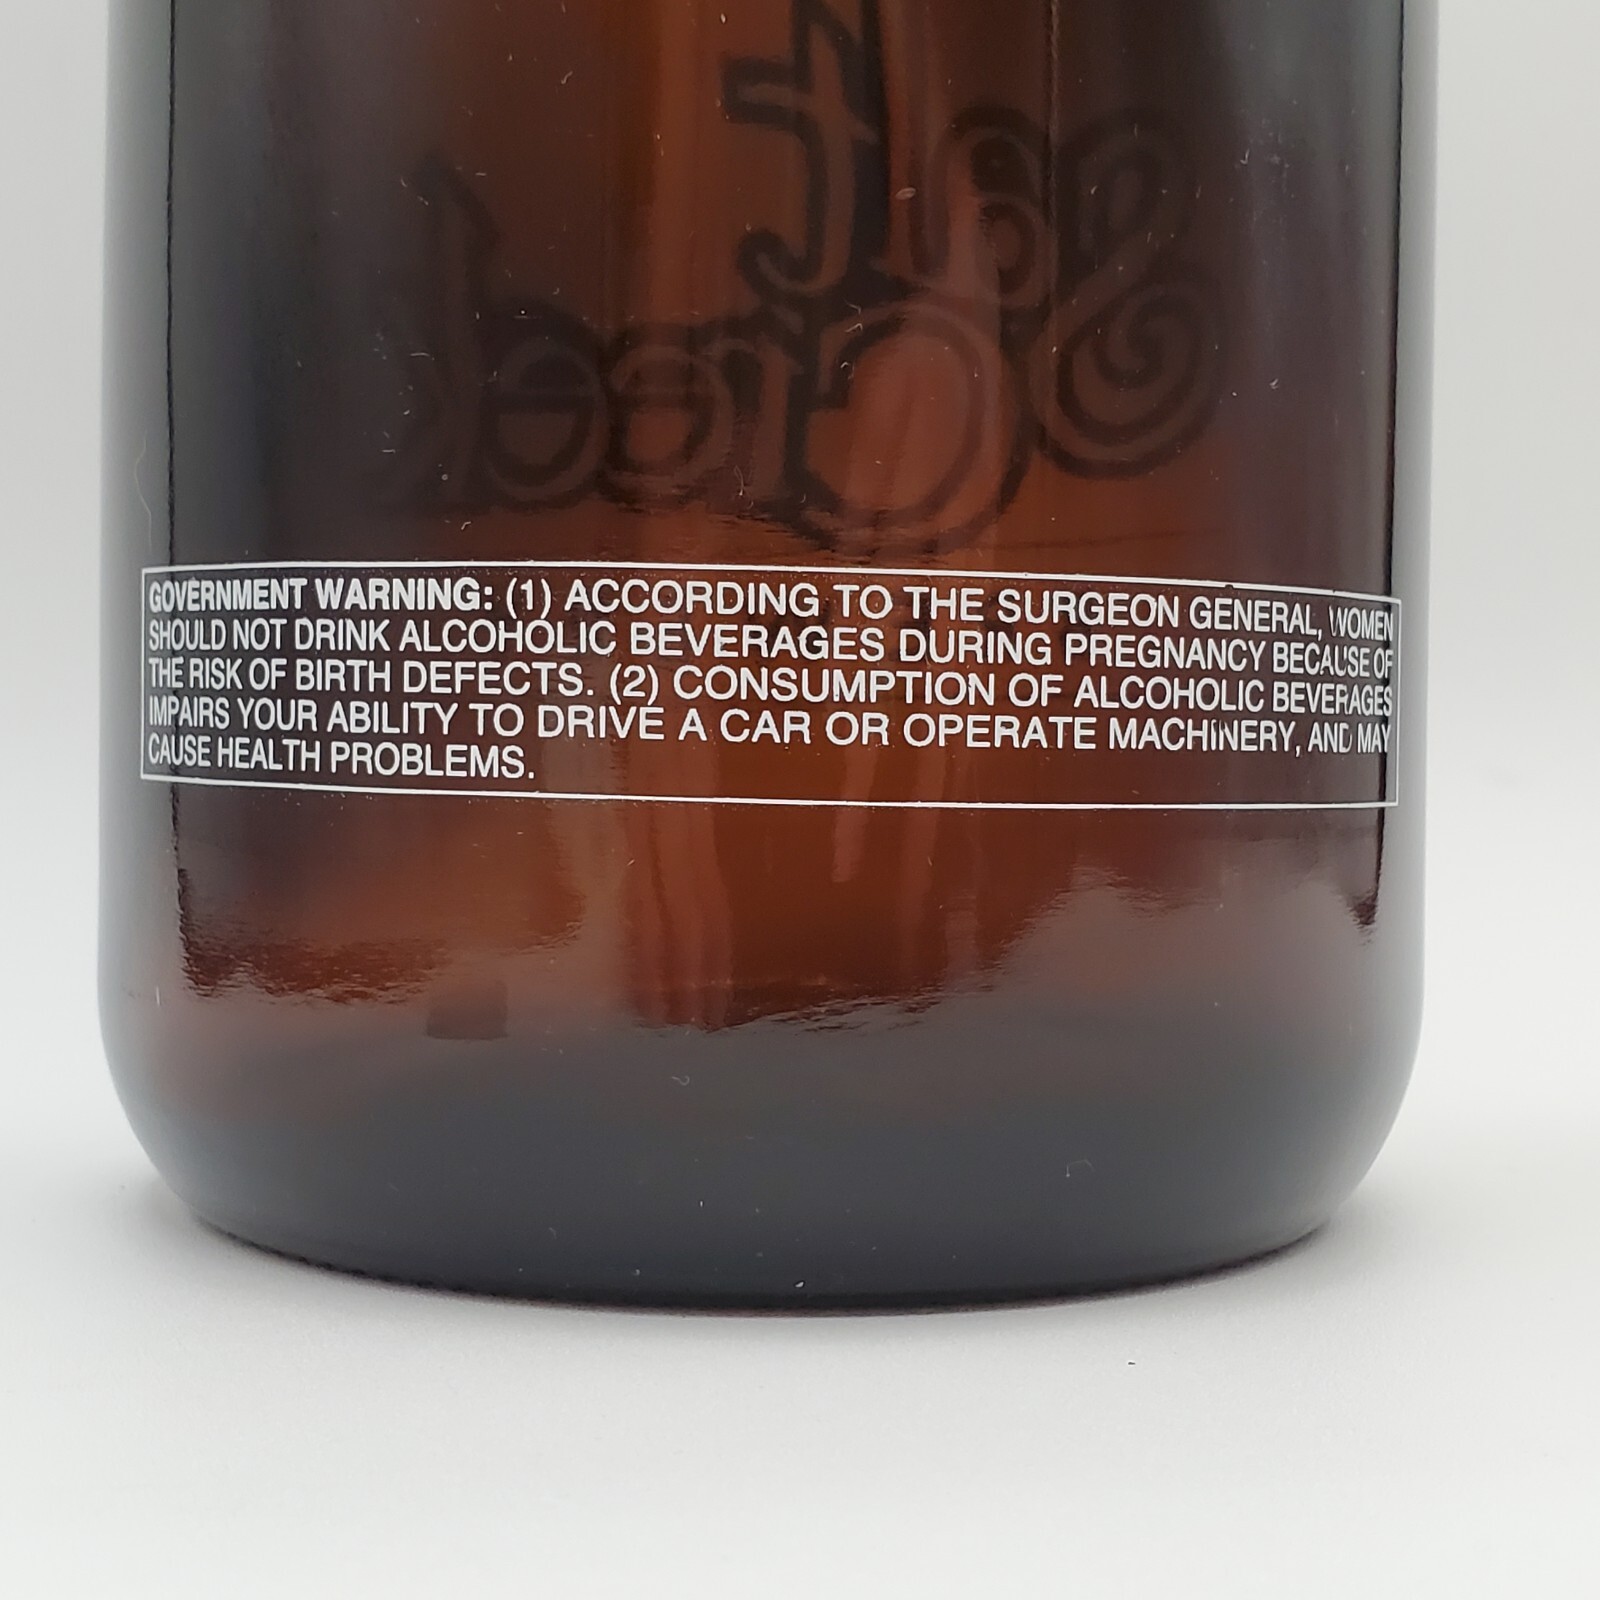 Salt
Creek
GOVERNMENT WARNING: (1) ACCORDING TO THE SURGEON GENERAL, WOMEN
SHOULD NOT DRINK ALCOHOLIC BEVERAGES DURING PREGNANCY BECAUSE OF
THE RISK OF BIRTH DEFECTS. (2) CONSUMPTION OF ALCOHOLIC BEVERAGES
IMPAIRS YOUR ABILITY TO DRIVE A CAR OR OPERATE MACHINERY, AND MAY
CAUSE HEALTH PROBLEMS.